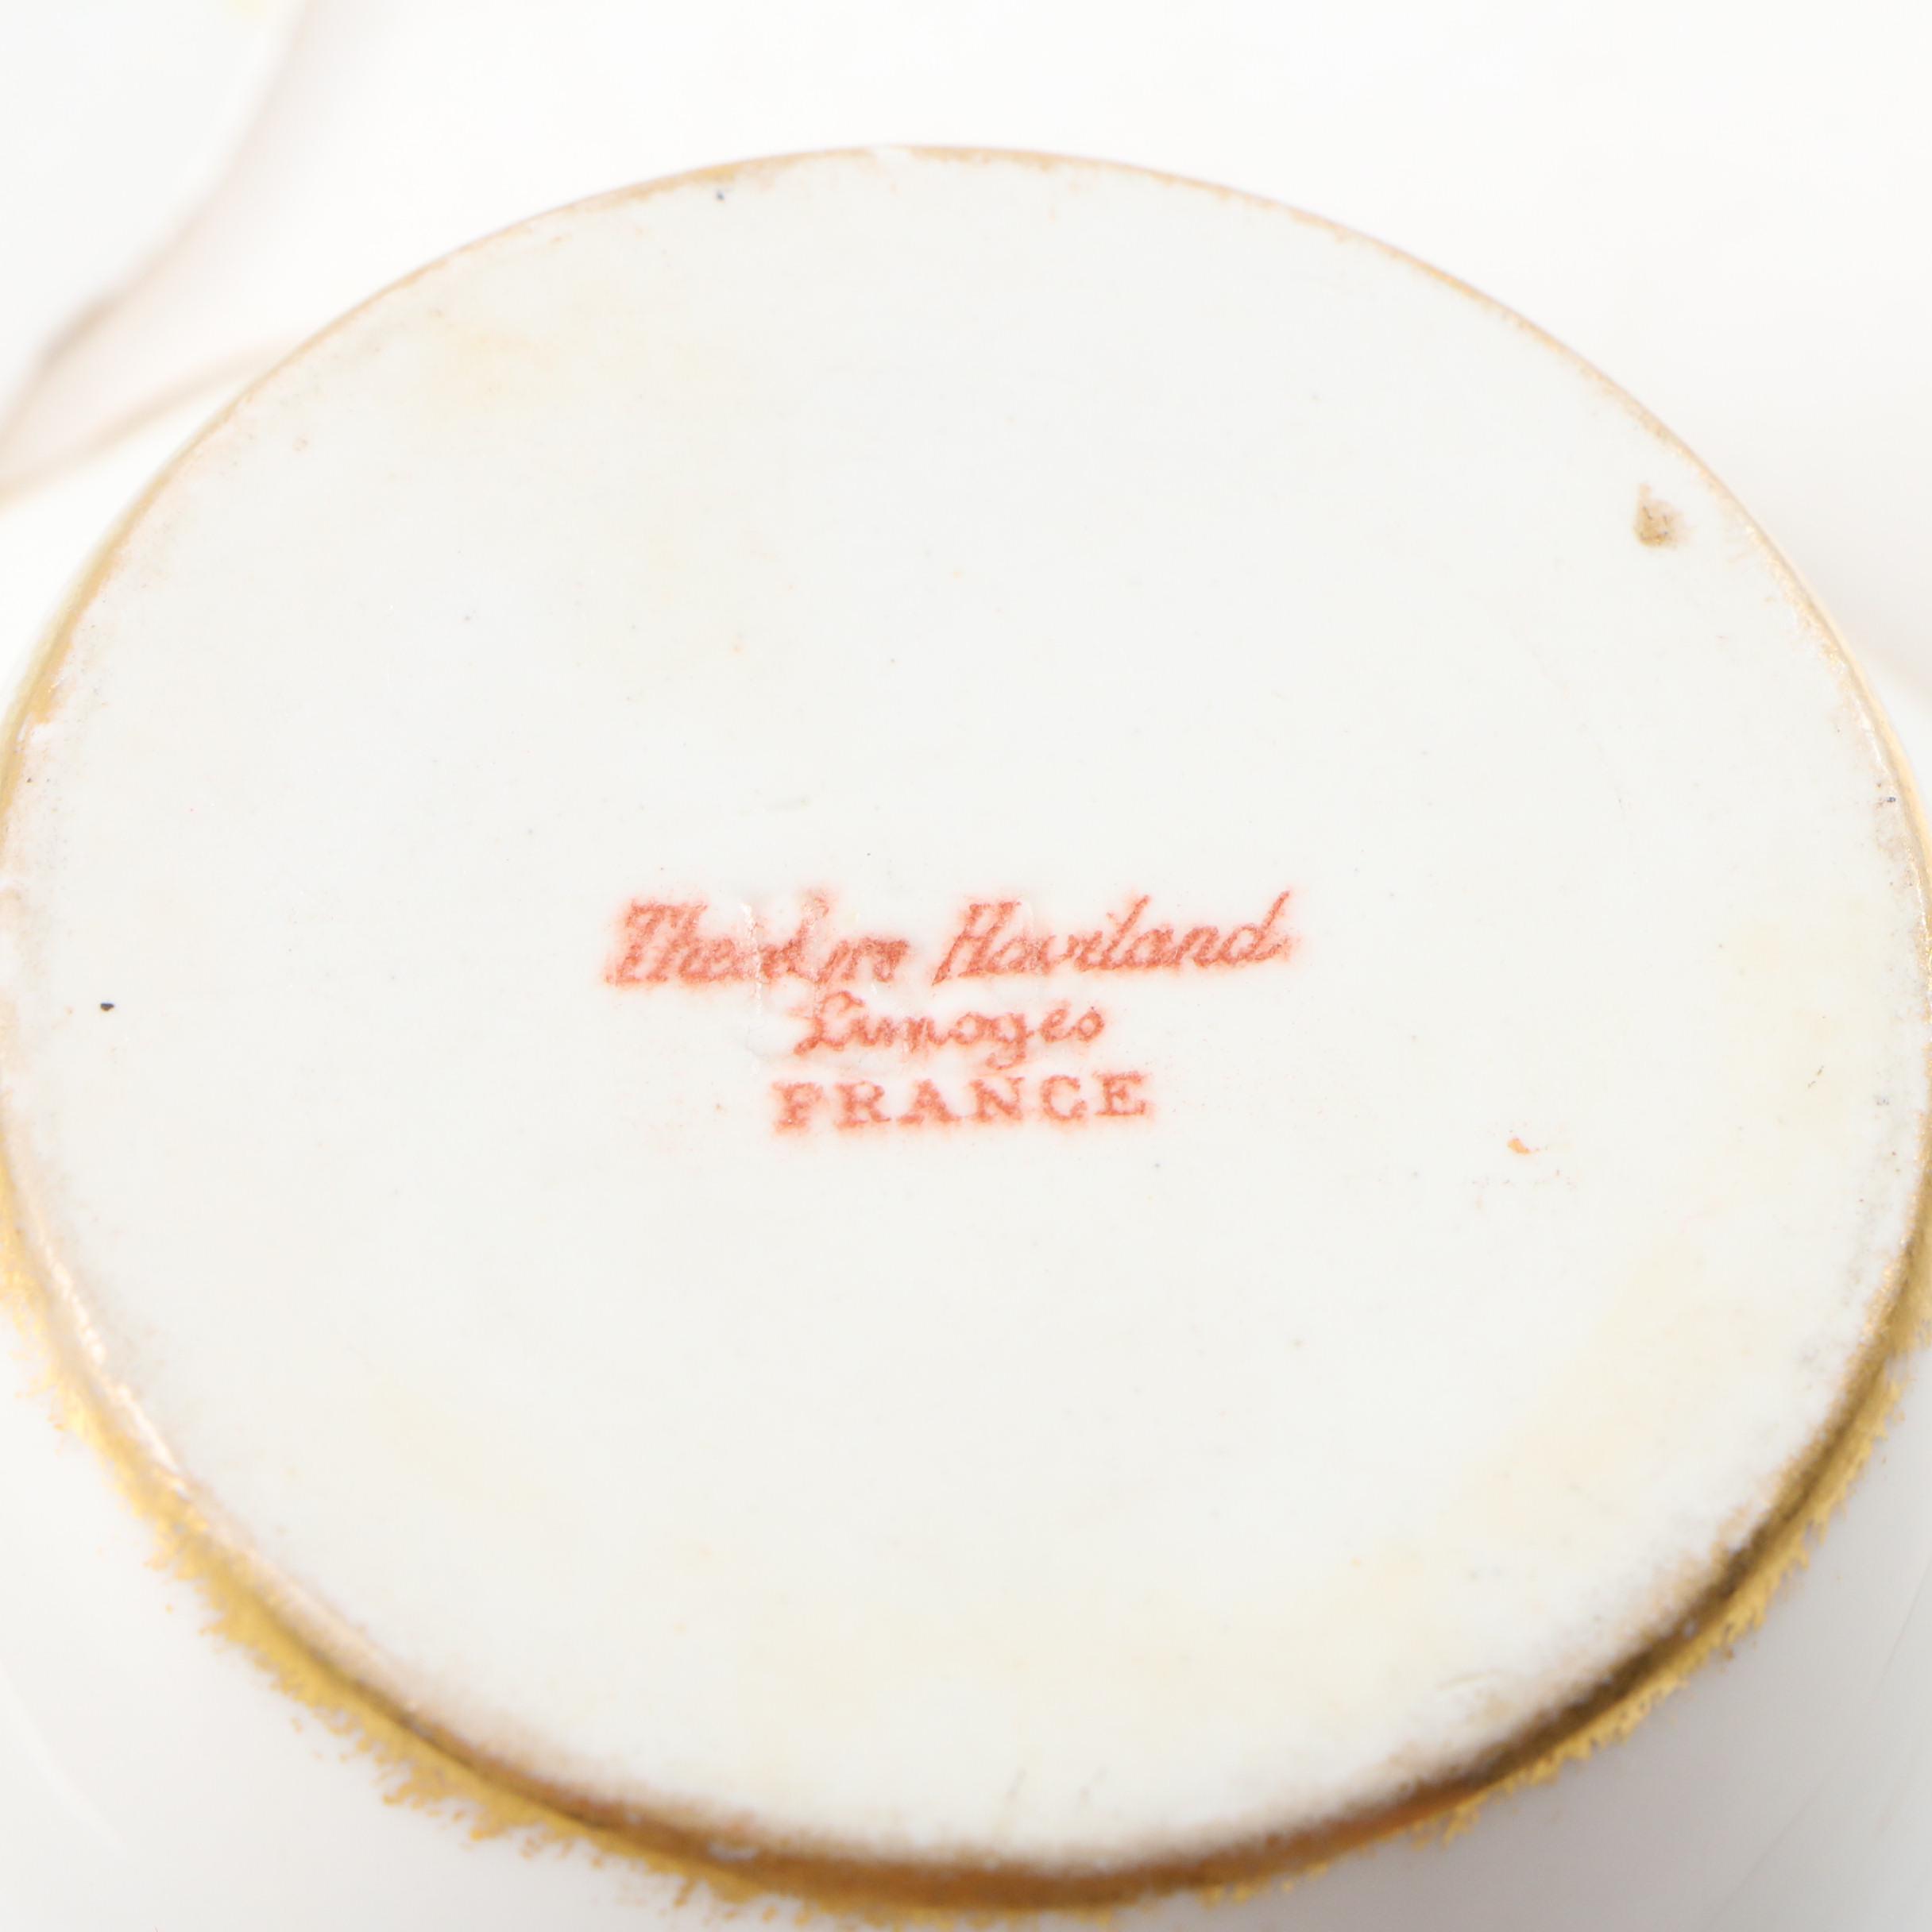 Theodore Haviland
Limoges
FRANCE